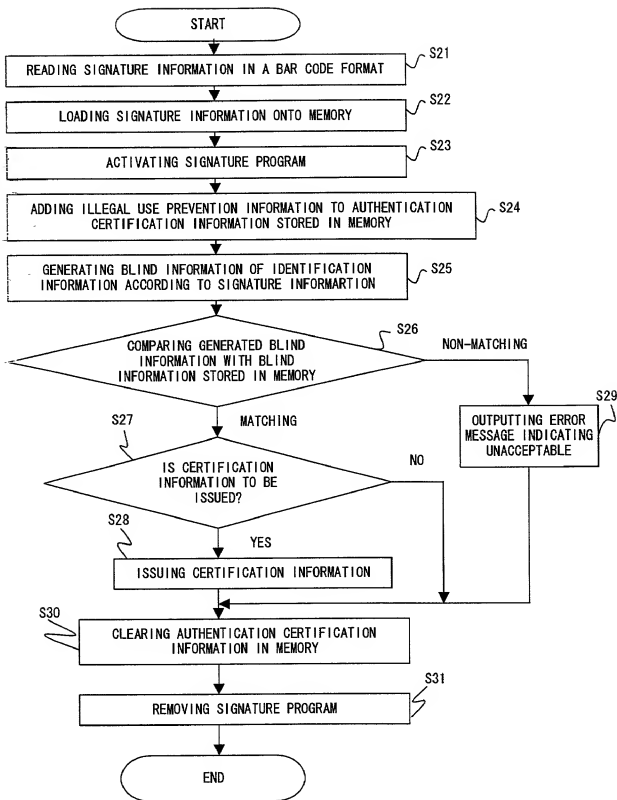 START
S21
READING SIGNATURE INFORMATION IN A BAR CODE FORMAT
S22
LOADING SIGNATURE INFORMATION ONTO MEMORY
S23
ACTIVATING SIGNATURE PROGRAM
ADDING ILLEGAL USE PREVENTION INFORMATION TO AUTHENTICATION
CERTIFICATION INFORMATION STORED IN MEMORY
S24
GENERATING BLIND INFORMATION OF IDENTIFICATION
INFORMATION ACCORDING TO SIGNATURE INFORMARTION
S25
S26
COMPARING GENERATED BLIND
INFORMATION WITH BLIND
INFORMATION STORED IN MEMORY
NON-MATCHING
MATCHING
S29
OUTPUTTING ERROR
MESSAGE INDICATING
UNACCEPTABLE
S27
IS CERTIFICATION
INFORMATION TO BE
ISSUED?
NO
YES
S28
ISSUING CERTIFICATION INFORMATION
S30
CLEARING AUTHENTICATION CERTIFICATION
INFORMATION IN MEMORY
S31
REMOVING SIGNATURE PROGRAM
END